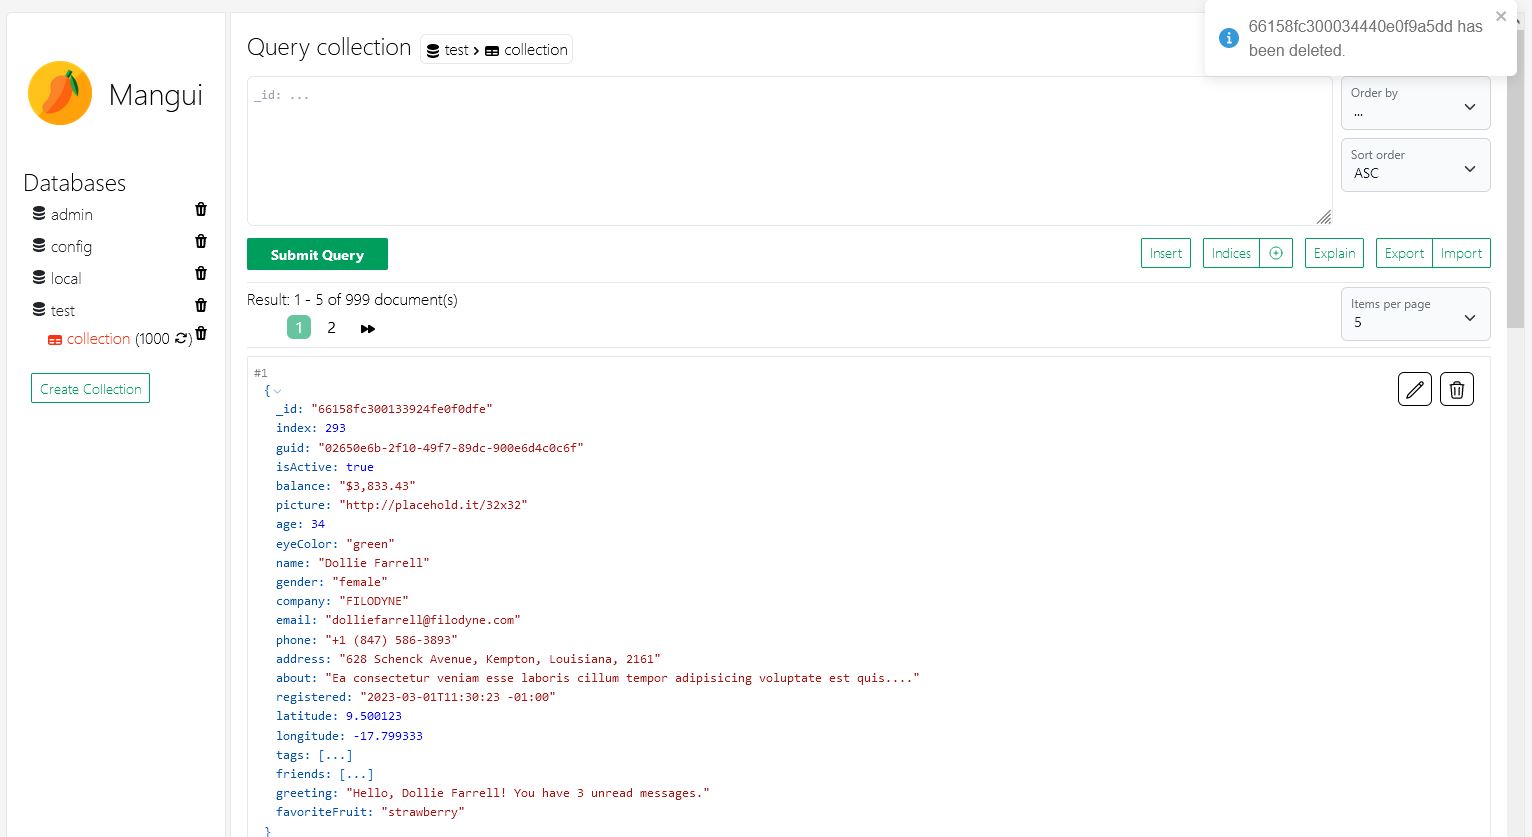 Mangui
Databases
admin
config
local
test
collection (1000)
Create Collection
Query collection test › collection
66158fc300034440e0f9a5dd has
been deleted.
_id: ...
Order by
...
Sort order
ASC
Submit Query
Insert
Indices
Explain
Export
Import
Result: 1 - 5 of 999 document(s)
1 2
Items per page
5
#1
{
_id: "66158fc300133924fe0f0dfe"
index: 293
guid: "02650e6b-2f10-49f7-89dc-900e6d4c0c6f"
isActive: true
balance: "$3,833.43"
picture: "http://placehold.it/32x32"
age: 34
eyeColor: "green"
name: "Dollie Farrell"
gender: "female"
company: "FILODYNE"
email: "dolliefarrell@filodyne.com"
phone: "+1 (847) 586-3893"
address: "628 Schenck Avenue, Kempton, Louisiana, 2161"
about: "Ea consectetur veniam esse laboris cillum tempor adipisicing voluptate est quis...."
registered: "2023-03-01T11:30:23 -01:00"
latitude: 9.500123
longitude: -17.799333
tags: [...]
friends: [...]
greeting: "Hello, Dollie Farrell! You have 3 unread messages."
favoriteFruit: "strawberry"
}